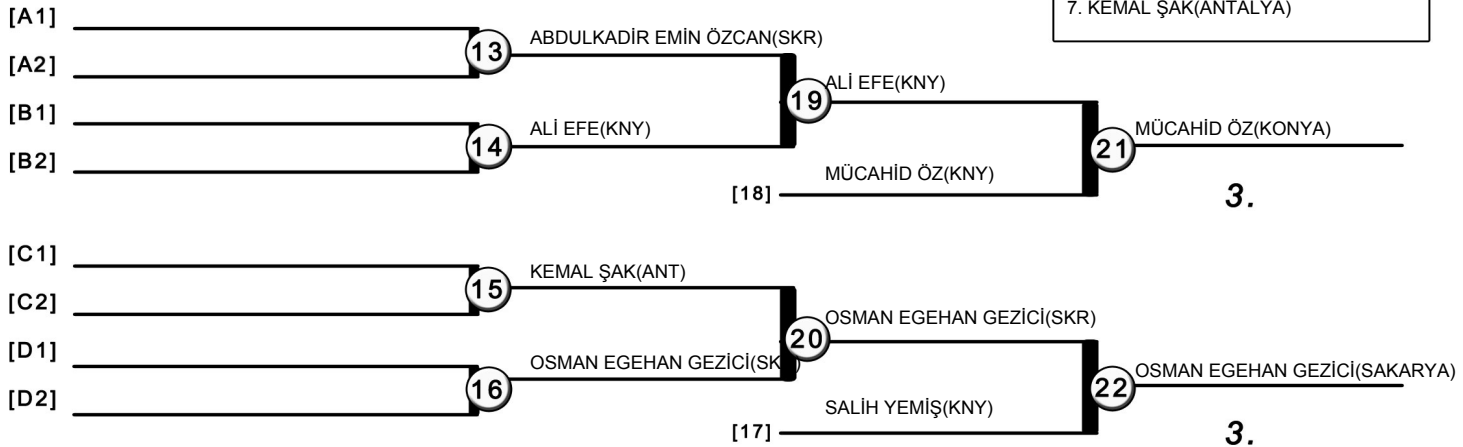 7. KEMAL ŞAK(ANTALYA)
[A1]
[A2]
13
ABDULKADİR EMİN ÖZCAN(SKR)
[B1]
[B2]
14
ALİ EFE(KNY)
19
ALİ EFE(KNY)
[18]
MÜCAHİD ÖZ(KNY)
21
MÜCAHİD ÖZ(KONYA)
3.
[C1]
[C2]
15
KEMAL ŞAK(ANT)
[D1]
[D2]
16
OSMAN EGEHAN GEZİCİ(SK
20
OSMAN EGEHAN GEZİCİ(SKR)
[17]
SALİH YEMİŞ(KNY)
22
OSMAN EGEHAN GEZİCİ(SAKARYA)
3.